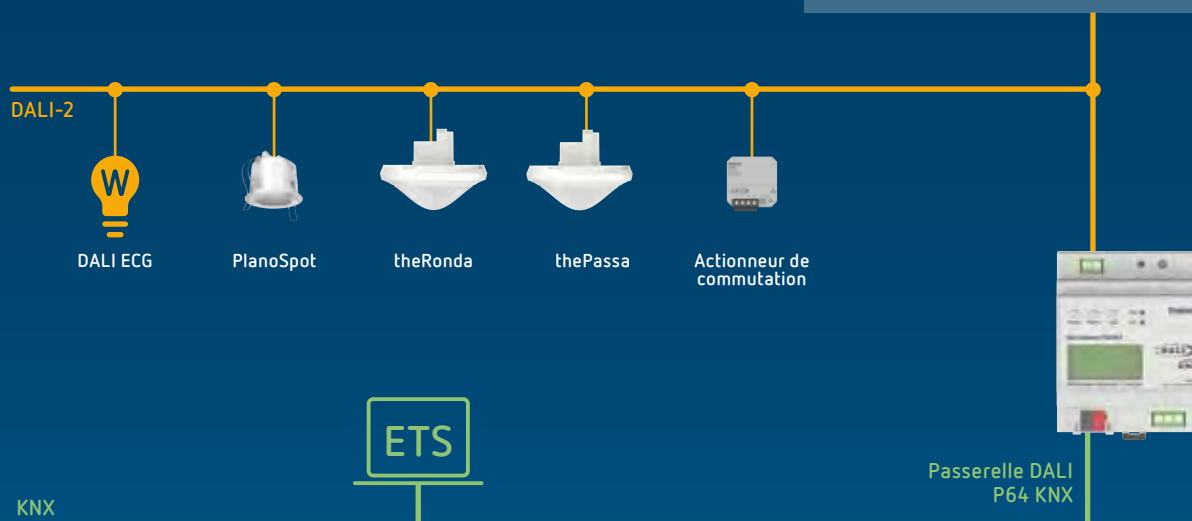 DALI-2
W
DALI ECG
PlanoSpot
theRonda
thePassa
Actionneur de
commutation
ETS
Passerelle DALI
P64 KNX
KNX